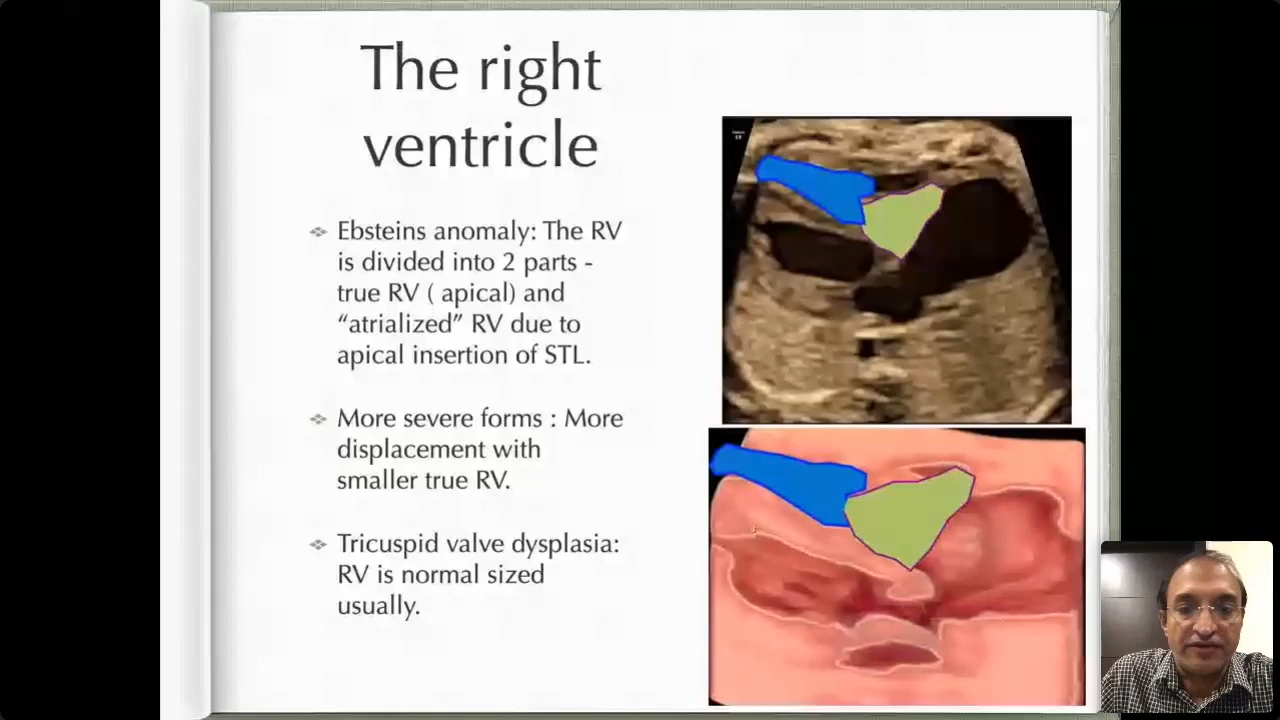 The right
ventricle
Ebsteins anomaly: The RV
is divided into 2 parts -
true RV ( apical) and
“atrialized” RV due to
apical insertion of STL.
More severe forms : More
displacement with
smaller true RV.
Tricuspid valve dysplasia:
RV is normal sized
usually.